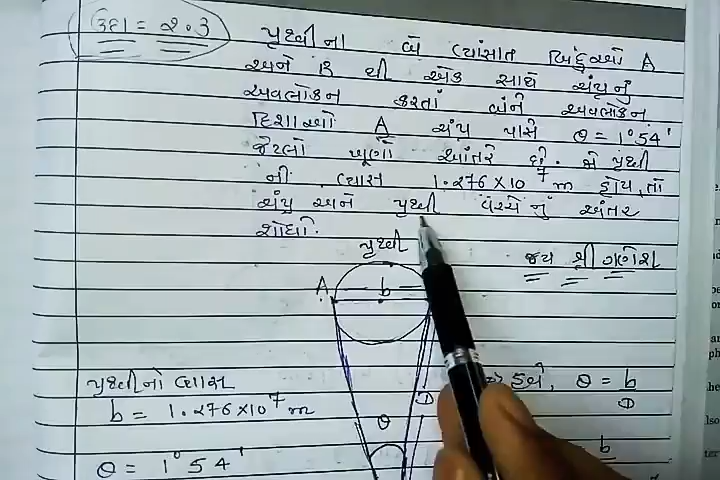 ઉદા = ૨.૩
પૃથ્વીના બે વ્યાંસાત બિંદુઓ A
અને B થી એક સાથે ચંદ્રનું
અવલોકન કરતાં બંને અવલોકન
દિશાઓ A ચંદ્ર પાસે θ = 1°54'
જેટલો ખૂણો આંતરે છે. જો પૃથ્વી
ની વ્યાસ 1.276×10⁷ m હોય, તો
ચંદ્ર અને પૃથ્વી વચ્ચેનું અંતર
શોધો.
પૃથ્વી
જય શ્રી ગણેશ
A b
પૃથ્વીનો વ્યાસ
θ = b
D
b = 1.276×10⁷ m
D
θ
b
θ = 1°54'